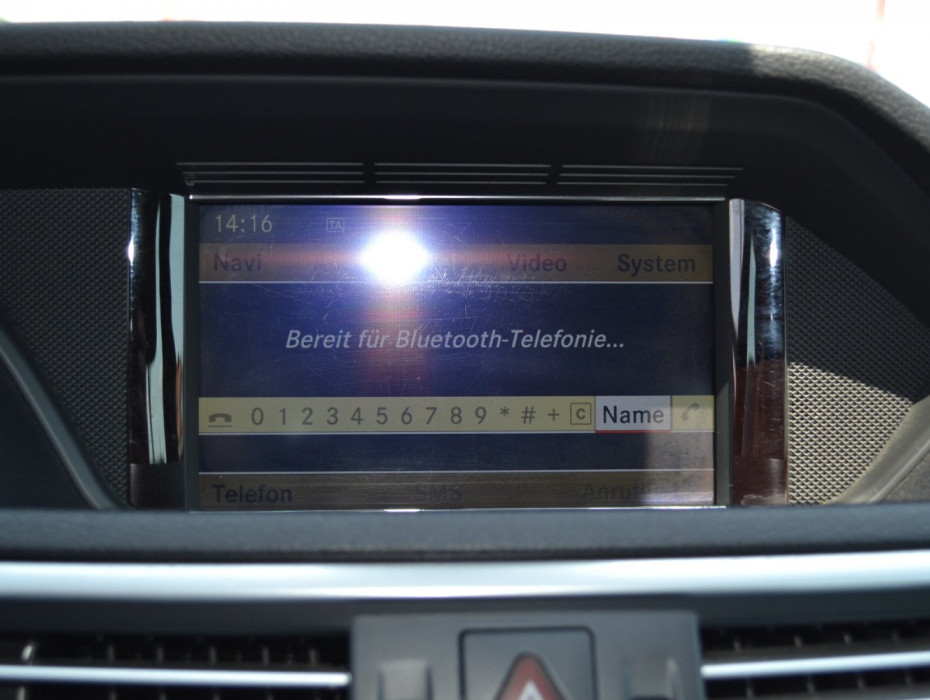 14:16 TA
Navi Video System
Bereit für Bluetooth-Telefonie...
0 1 2 3 4 5 6 7 8 9 * # + C Name
Telefon SMS